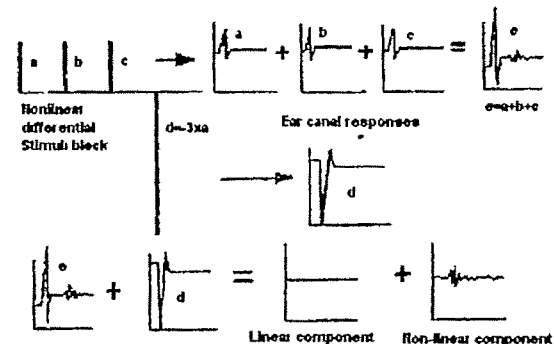 a b c
a + b + c = e
e=a+b+c
Nonlinear
differential
Stimuli block
d=-3xa
Ear canal responses
d
e + d = +
Linear component
Non-linear component